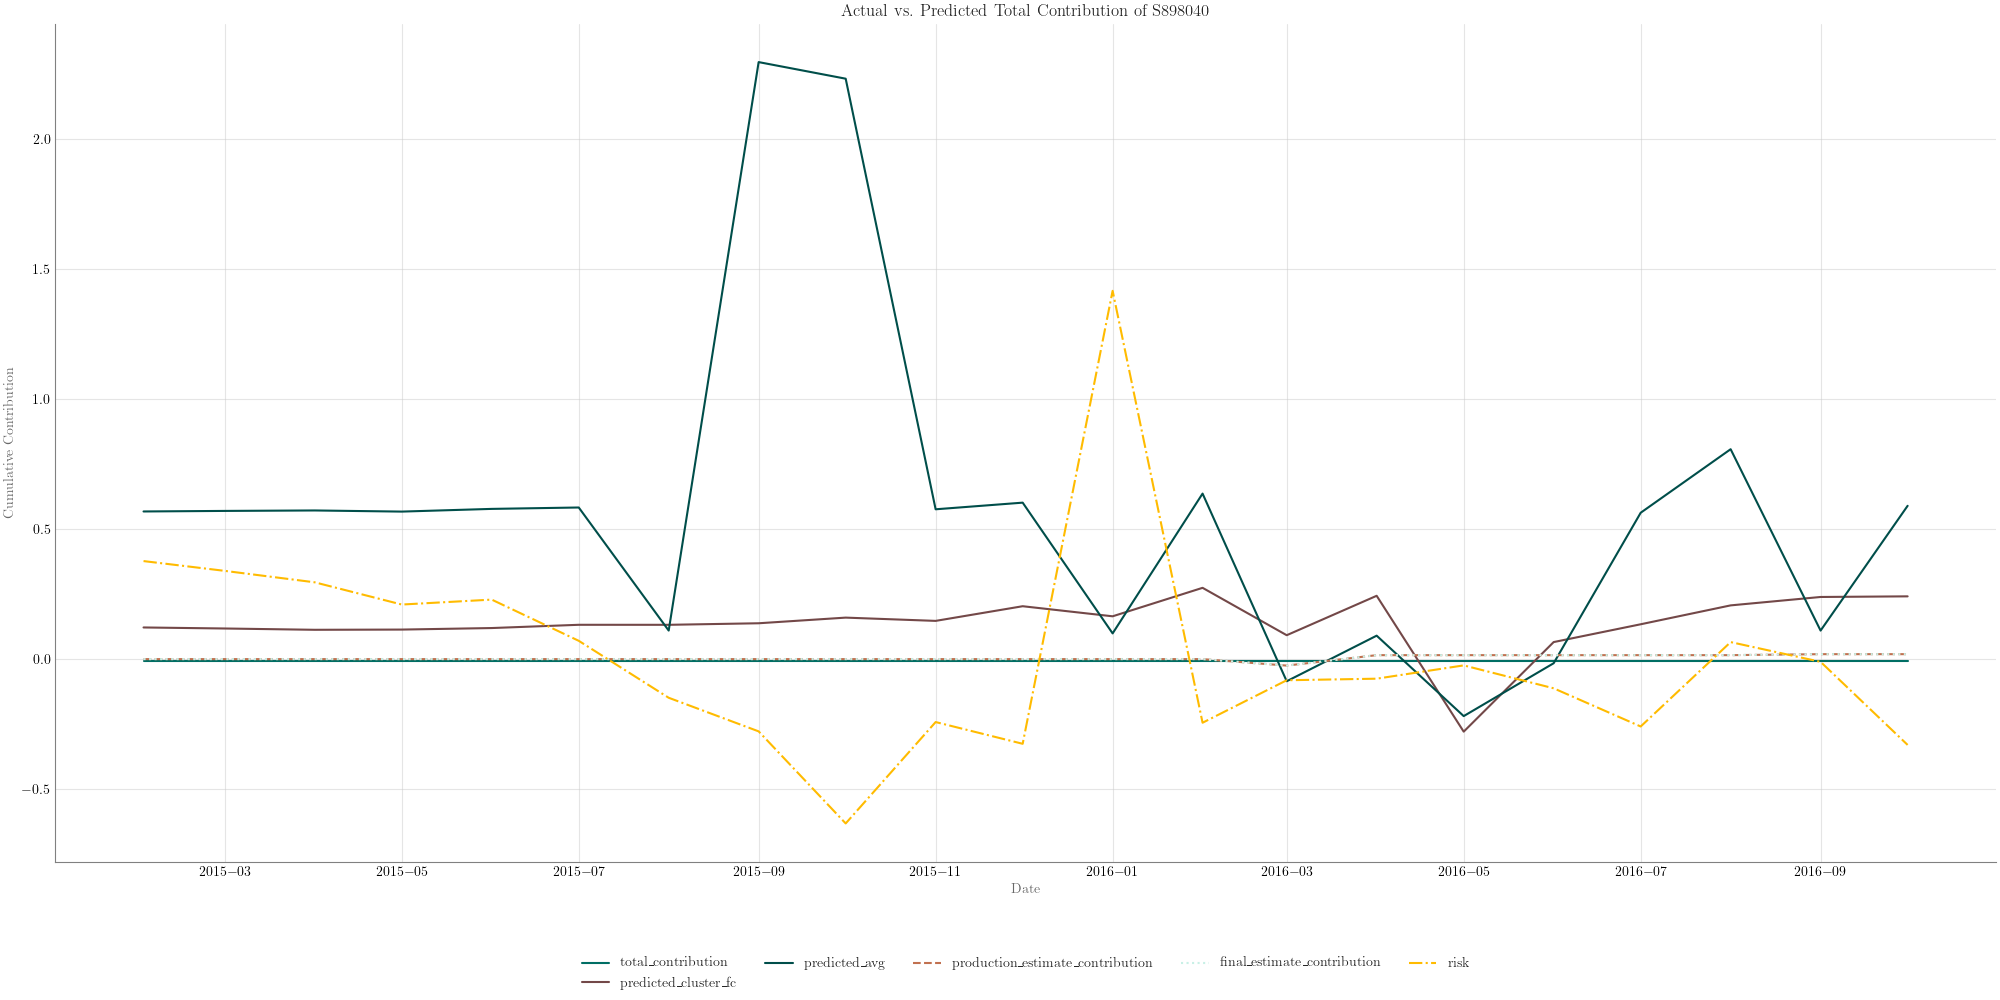 Actual vs. Predicted Total Contribution of S898040
Cumulative Contribution
2.0
1.5
1.0
0.5
0.0
−0.5
2015−03 2015−05 2015−07 2015−09 2015−11 2016−01 2016−03 2016−05 2016−07 2016−09
Date
total_contribution predicted_avg production_estimate_contribution final_estimate_contribution risk
predicted_cluster_fc